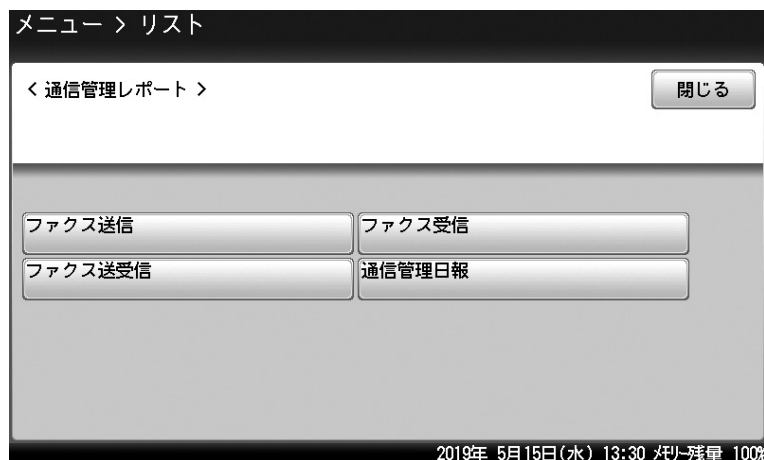 メニュー > リスト
< 通信管理レポート >
閉じる
ファクス送信
ファクス受信
ファクス送受信
通信管理日報
2019年 5月15日(水) 13:30 ﾒﾓﾘｰ残量 100%